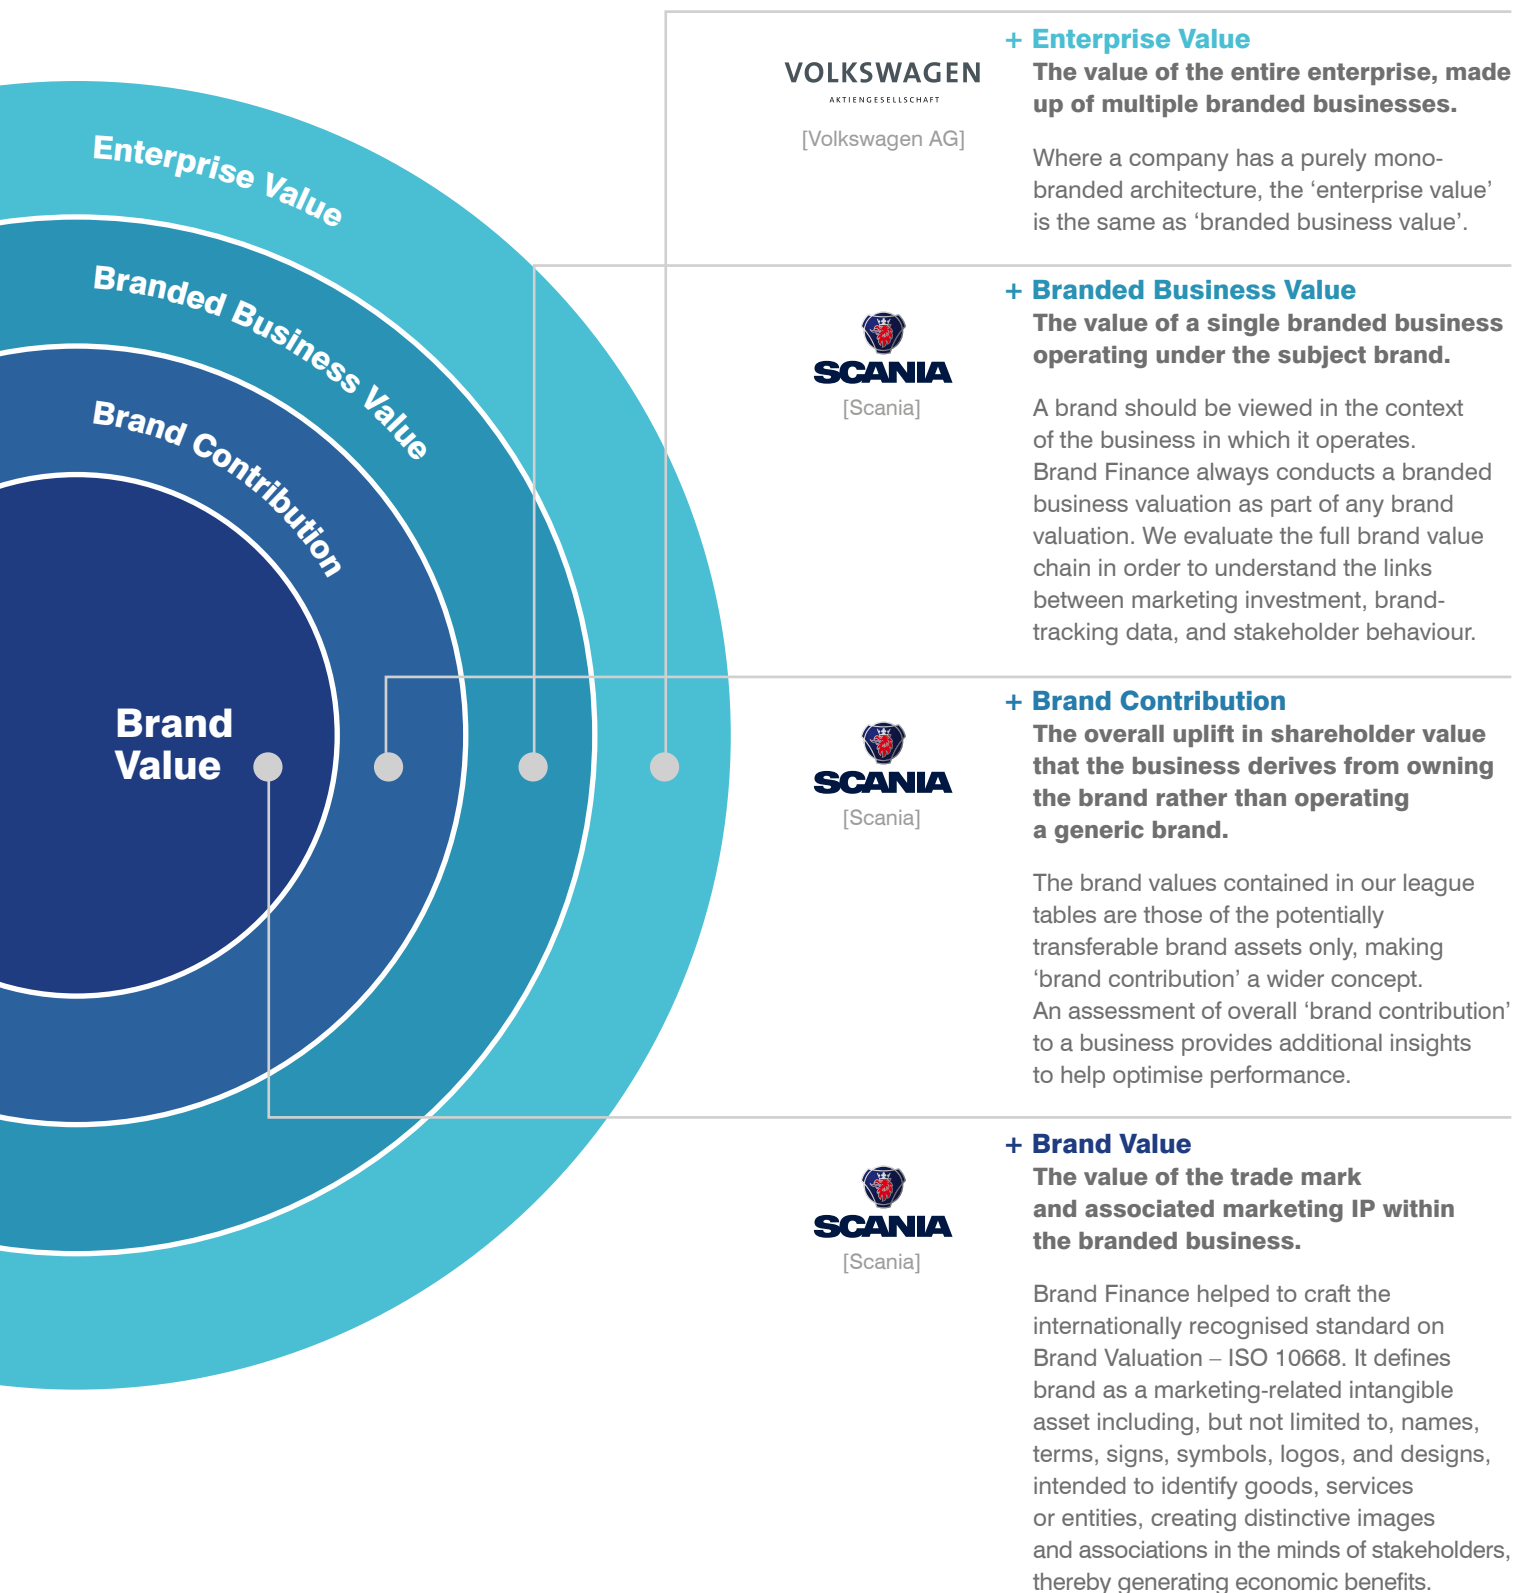 Enterprise Value
Branded Business Value
Brand Contribution
Brand
Value
VOLKSWAGEN
AKTIENGESELLSCHAFT
[Volkswagen AG]
+ Enterprise Value
The value of the entire enterprise, made
up of multiple branded businesses.
Where a company has a purely mono-
branded architecture, the ‘enterprise value’
is the same as ‘branded business value’.
SCANIA
[Scania]
+ Branded Business Value
The value of a single branded business
operating under the subject brand.
A brand should be viewed in the context
of the business in which it operates.
Brand Finance always conducts a branded
business valuation as part of any brand
valuation. We evaluate the full brand value
chain in order to understand the links
between marketing investment, brand-
tracking data, and stakeholder behaviour.
SCANIA
[Scania]
+ Brand Contribution
The overall uplift in shareholder value
that the business derives from owning
the brand rather than operating
a generic brand.
The brand values contained in our league
tables are those of the potentially
transferable brand assets only, making
‘brand contribution’ a wider concept.
An assessment of overall ‘brand contribution’
to a business provides additional insights
to help optimise performance.
SCANIA
[Scania]
+ Brand Value
The value of the trade mark
and associated marketing IP within
the branded business.
Brand Finance helped to craft the
internationally recognised standard on
Brand Valuation – ISO 10668. It defines
brand as a marketing-related intangible
asset including, but not limited to, names,
terms, signs, symbols, logos, and designs,
intended to identify goods, services
or entities, creating distinctive images
and associations in the minds of stakeholders,
thereby generating economic benefits.